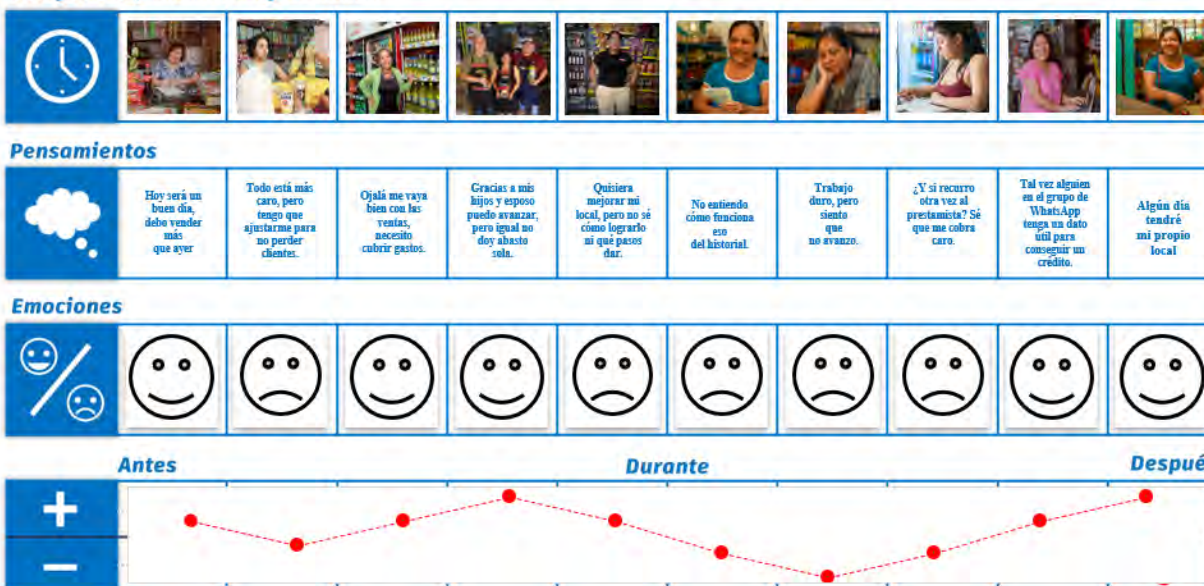 Pensamientos
Hoy será un
buen día,
debo vender
más
que ayer
Todo está más
caro, pero
tengo que
ajustarme para
no perder
clientes.
Ojalá me vaya
bien con las
ventas,
necesito
cubrir gastos.
Gracias a mis
hijos y esposo
puedo avanzar,
pero igual no
doy abasto
sola.
Quisiera
mejorar mi
local, pero no sé
cómo lograrlo
ni qué pasos
dar.
No entiendo
cómo funciona
eso
del historial.
Trabajo
duro, pero
siento
que
no avanzo.
¿Y si recurro
otra vez al
prestamista? Sé
que me cobra
caro.
Tal vez alguien
en el grupo de
WhatsApp
tenga un dato
útil para
conseguir un
crédito.
Algún día
tendré
mi propio
local
Emociones
Antes
Durante
Despué
+
−